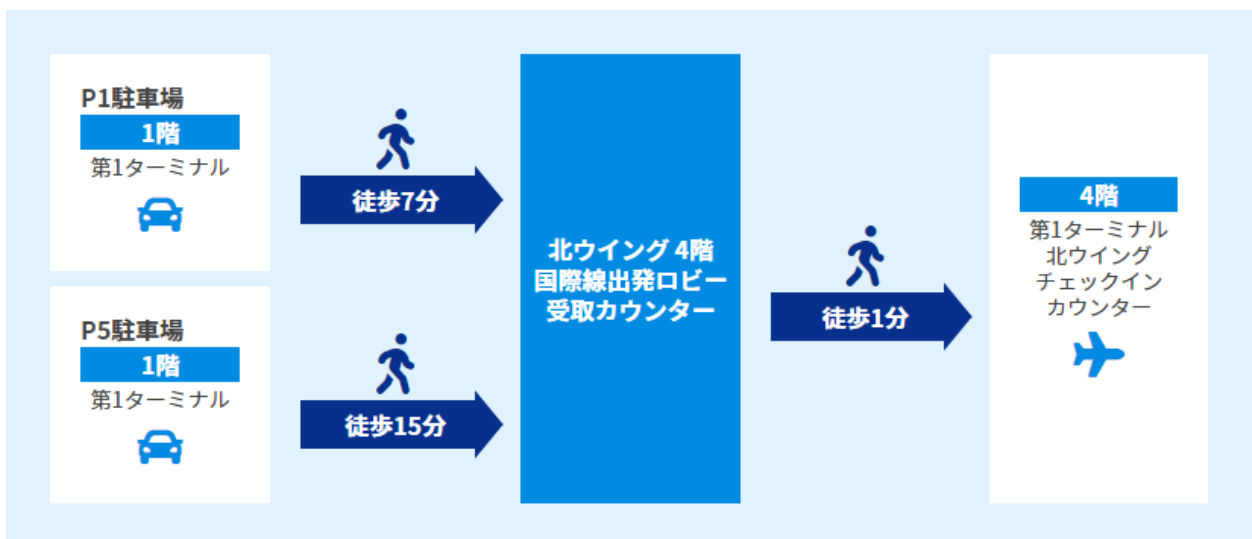 P1駐車場
1階
第1ターミナル
徒歩7分
P5駐車場
1階
第1ターミナル
徒歩15分
北ウイング 4階
国際線出発ロビー
受取カウンター
徒歩1分
4階
第1ターミナル
北ウイング
チェックイン
カウンター